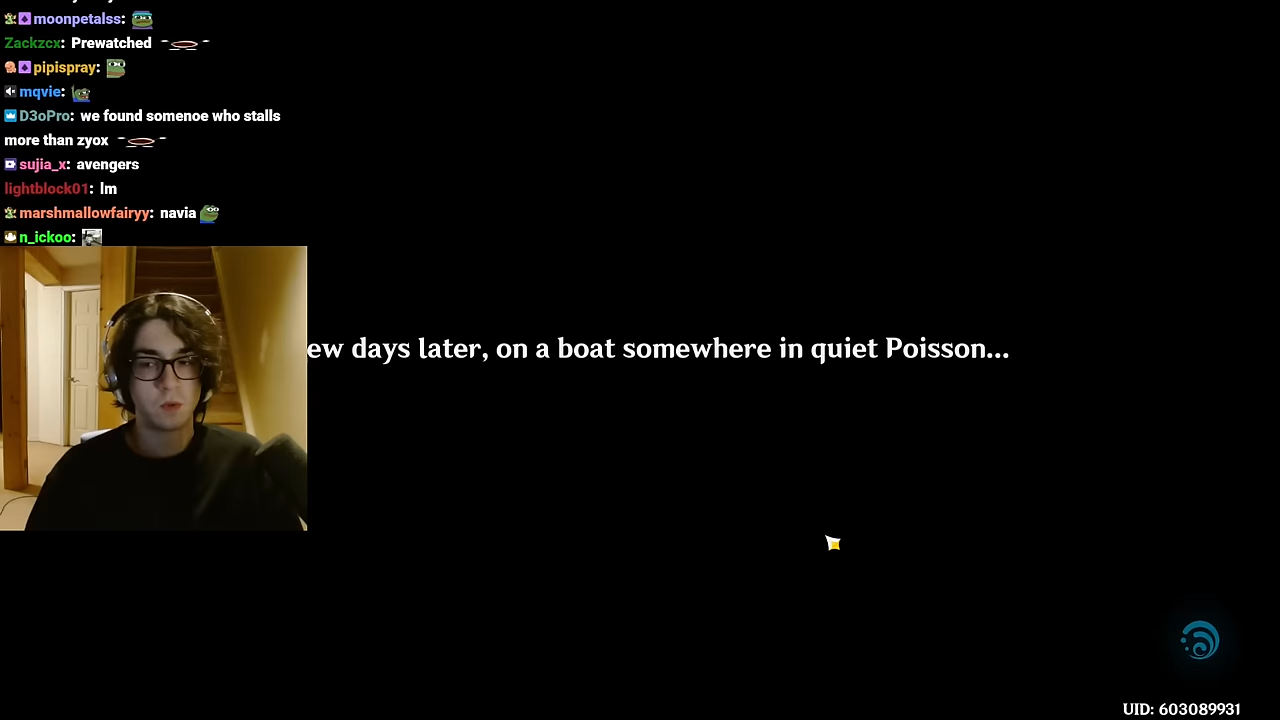 moonpetalss:
Zackzcx: Prewatched
pipispray:
mqvie:
D3oPro: we found somenoe who stalls
more than zyox
sujia_x: avengers
lightblock01: lm
marshmallowfairyy: navia
n_ickoo:
ew days later, on a boat somewhere in quiet Poisson...
UID: 603089931